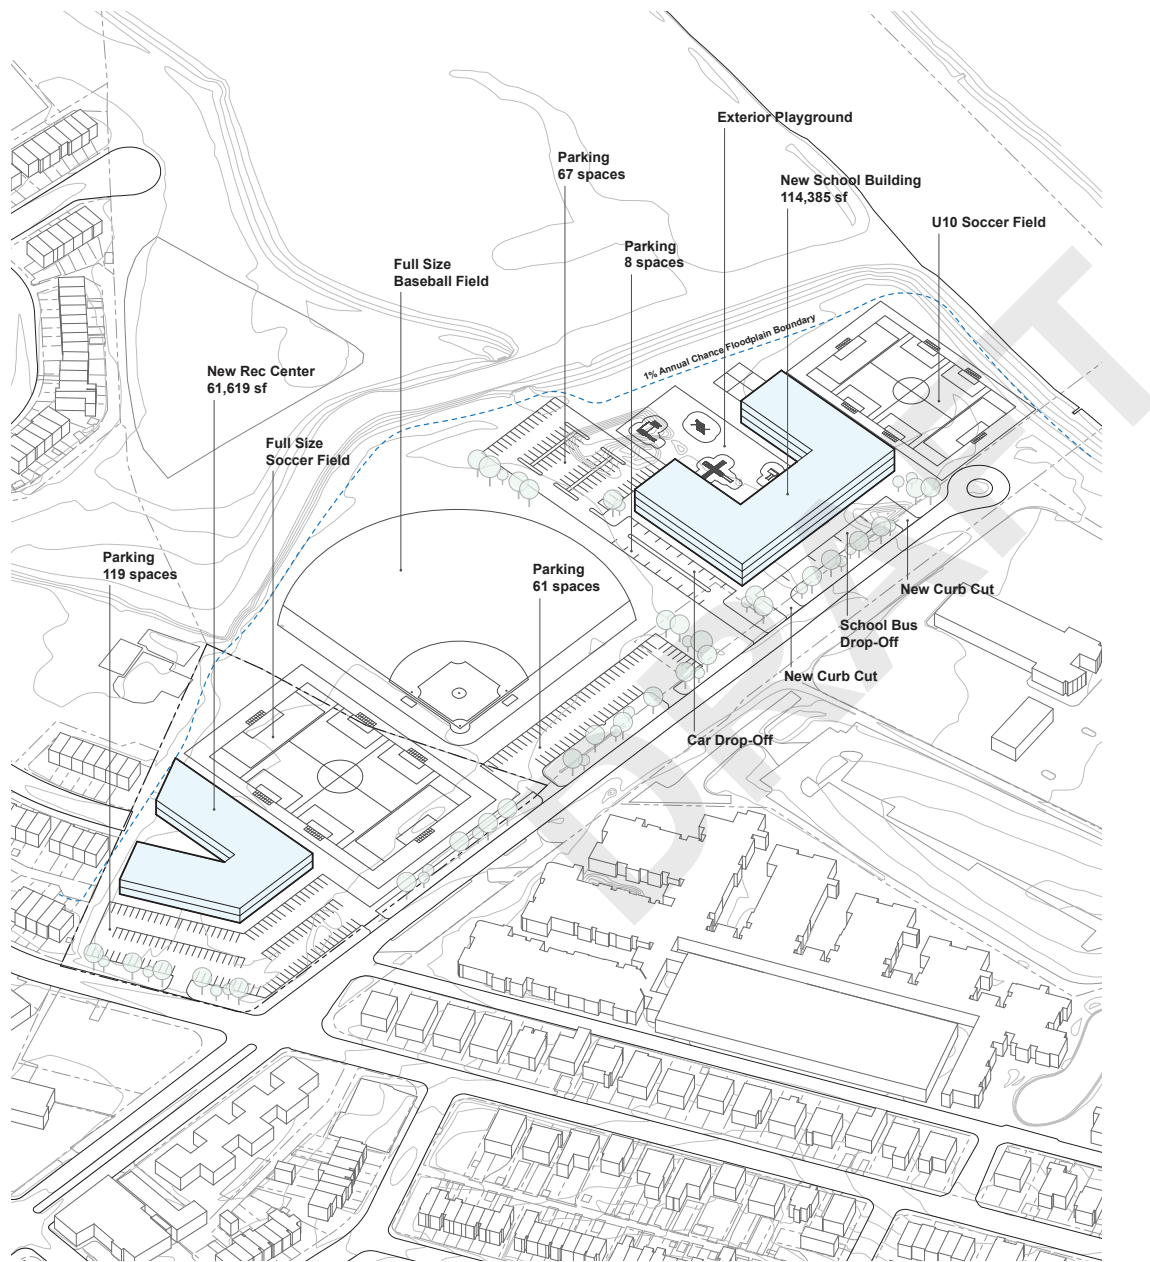 Exterior Playground
Parking
67 spaces
New School Building
114,385 sf
U10 Soccer Field
Parking
8 spaces
Full Size
Baseball Field
1% Annual Chance Floodplain Boundary
New Rec Center
61,619 sf
Full Size
Soccer Field
Parking
119 spaces
Parking
61 spaces
New Curb Cut
School Bus
Drop-Off
New Curb Cut
Car Drop-Off
DRAFT